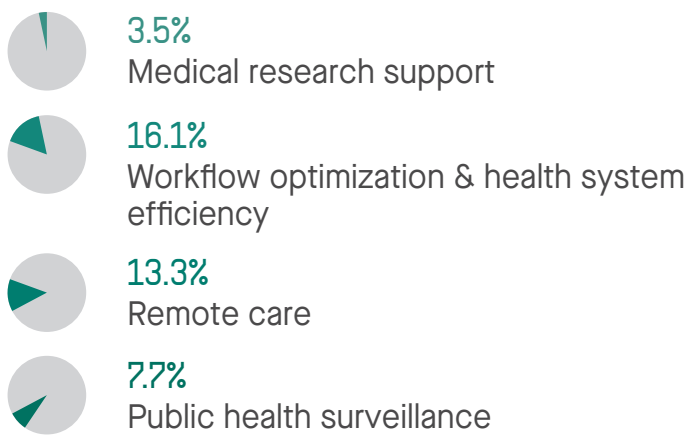 3.5%
Medical research support
16.1%
Workflow optimization & health system
efficiency
13.3%
Remote care
7.7%
Public health surveillance